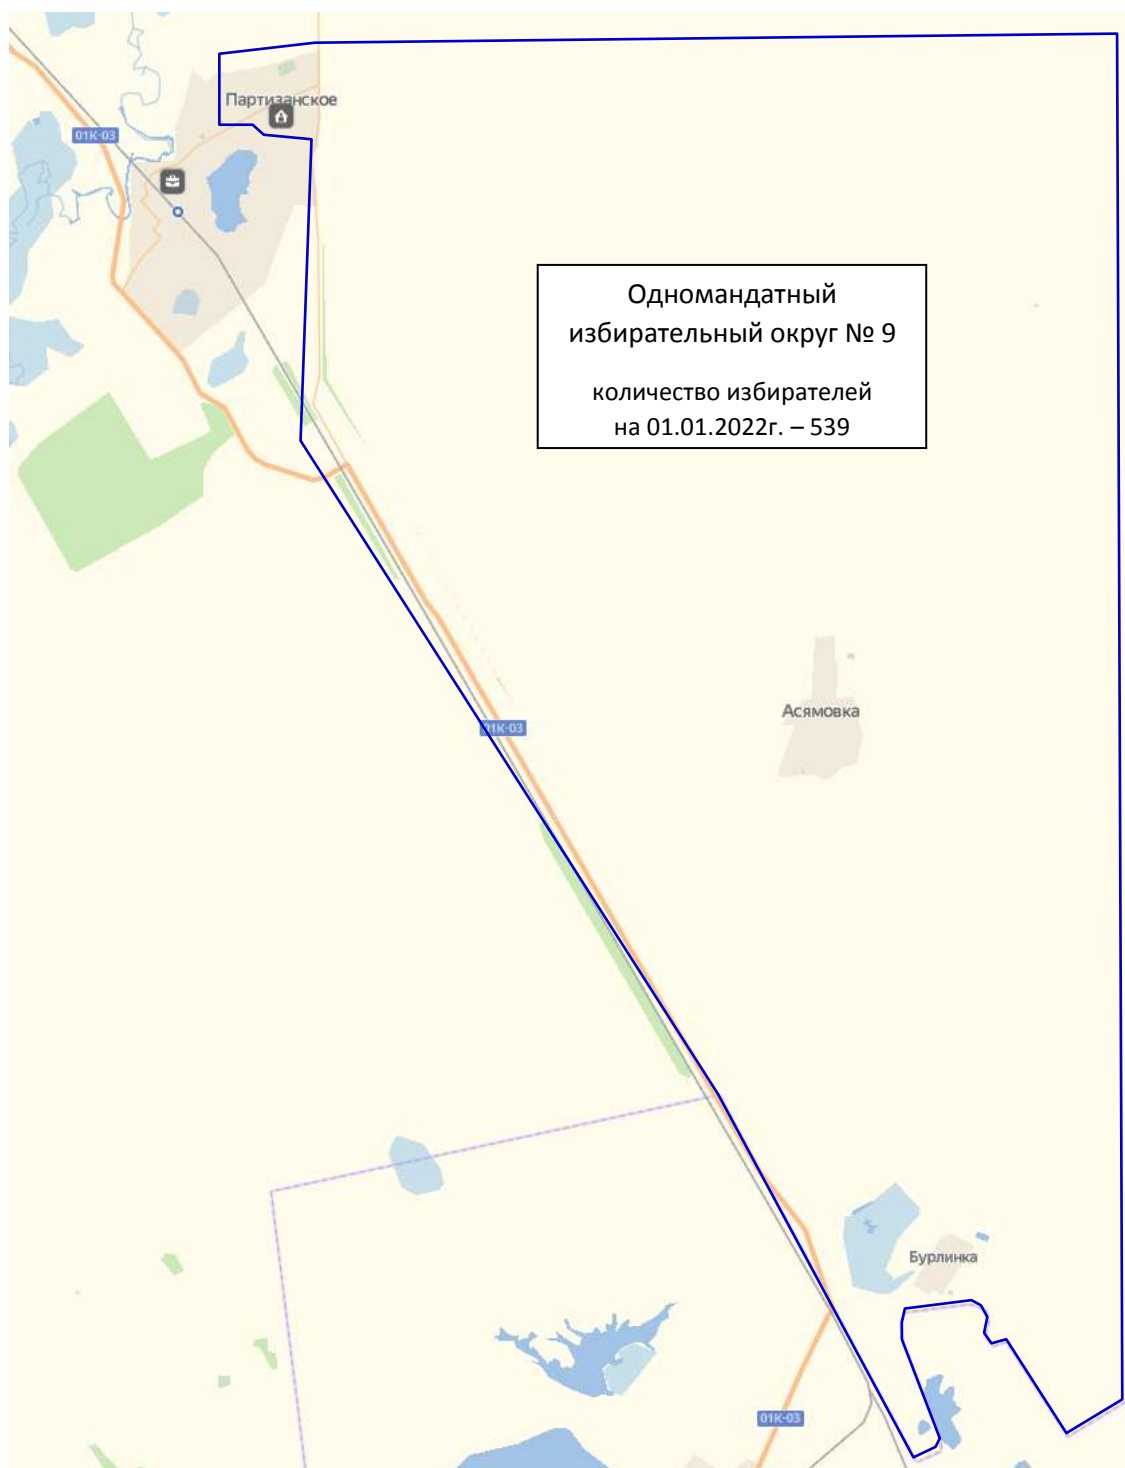 Партизанское
01К-03
Одномандатный
избирательный округ № 9
количество избирателей
на 01.01.2022г. – 539
Асямовка
01К-03
Бурлинка
01К-03